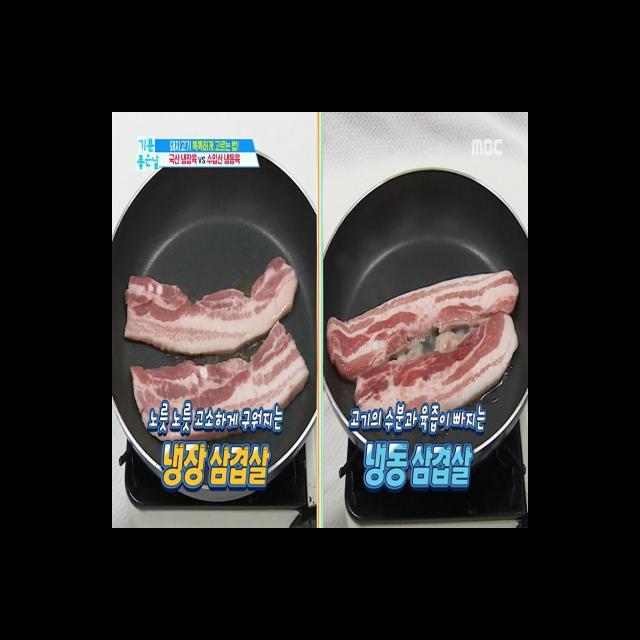 기분
좋은날
돼지고기 똑똑하게 고르는 법!
국산 냉장육 VS 수입산 냉동육
MBC
노릇 노릇 고소하게 구워지는
냉장 삼겹살
고기의 수분과 육즙이 빠지는
냉동 삼겹살